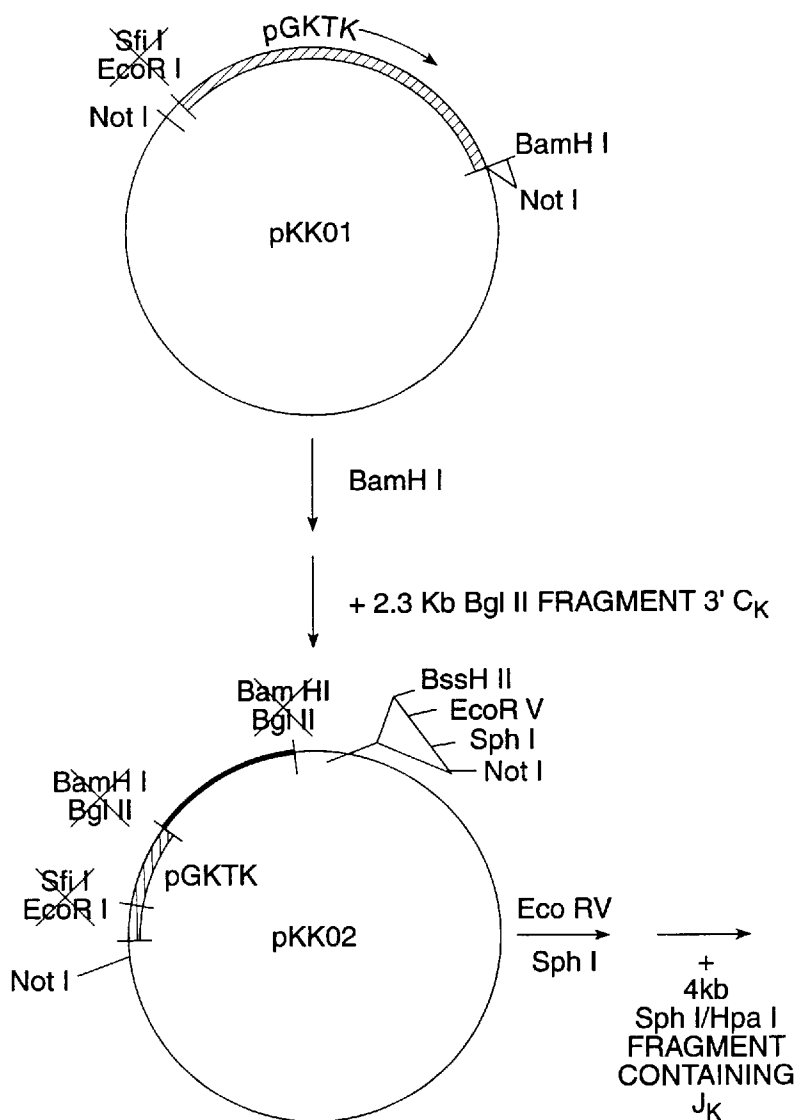 pGKTK
Sfi I
EcoR I
Not I
BamH I
Not I
pKK01
BamH I
+ 2.3 Kb Bgl II FRAGMENT 3' CK
Bam HI
Bgl II
BssH II
EcoR V
Sph I
Not I
BamH I
Bgl II
pGKTK
Sfi I
EcoR I
Not I
pKK02
Eco RV
Sph I
+
4kb
Sph I/Hpa I
FRAGMENT
CONTAINING
JK